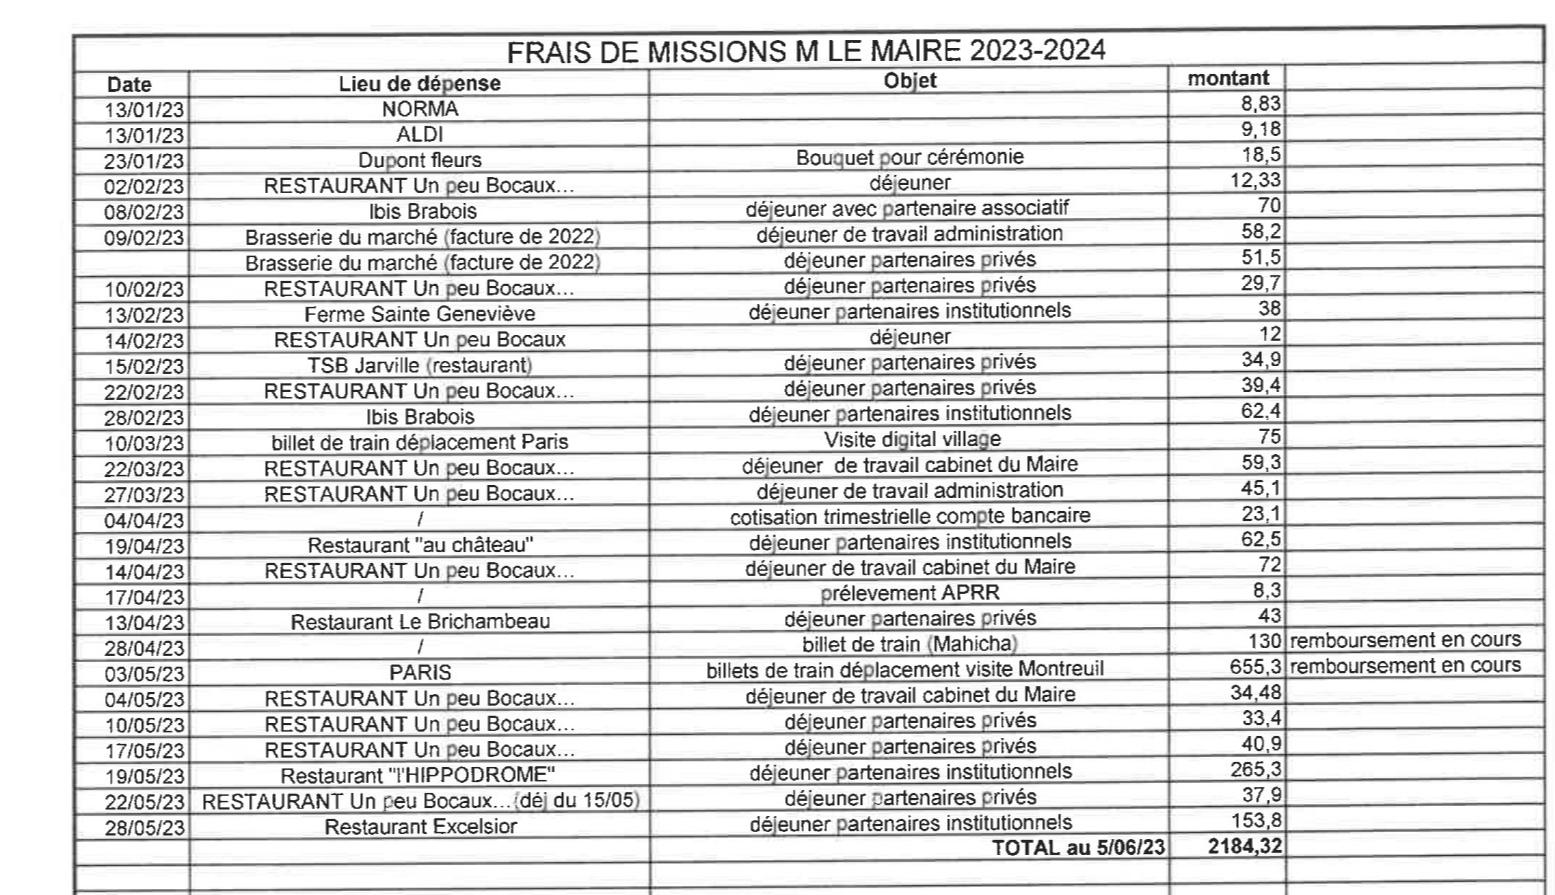 FRAIS DE MISSIONS M LE MAIRE 2023-2024
Date Lieu de dépense Objet montant
13/01/23 NORMA 8,83
13/01/23 ALDI 9,18
23/01/23 Dupont fleurs Bouquet pour cérémonie 18,5
02/02/23 RESTAURANT Un peu Bocaux... déjeuner 12,33
08/02/23 Ibis Brabois déjeuner avec partenaire associatif 70
09/02/23 Brasserie du marché (facture de 2022) déjeuner de travail administration 58,2
Brasserie du marché (facture de 2022) déjeuner partenaires privés 51,5
10/02/23 RESTAURANT Un peu Bocaux... déjeuner partenaires privés 29,7
13/02/23 Ferme Sainte Geneviève déjeuner partenaires institutionnels 38
14/02/23 RESTAURANT Un peu Bocaux déjeuner 12
15/02/23 TSB Jarville (restaurant) déjeuner partenaires privés 34,9
22/02/23 RESTAURANT Un peu Bocaux... déjeuner partenaires privés 39,4
28/02/23 Ibis Brabois déjeuner partenaires institutionnels 62,4
10/03/23 billet de train déplacement Paris Visite digital village 75
22/03/23 RESTAURANT Un peu Bocaux... déjeuner de travail cabinet du Maire 59,3
27/03/23 RESTAURANT Un peu Bocaux... déjeuner de travail administration 45,1
04/04/23 / cotisation trimestrielle compte bancaire 23,1
19/04/23 Restaurant "au château" déjeuner partenaires institutionnels 62,5
14/04/23 RESTAURANT Un peu Bocaux... déjeuner de travail cabinet du Maire 72
17/04/23 / prélevement APRR 8,3
13/04/23 Restaurant Le Brichambeau déjeuner partenaires privés 43
28/04/23 / billet de train (Mahicha) 130 remboursement en cours
03/05/23 PARIS billets de train déplacement visite Montreuil 655,3 remboursement en cours
04/05/23 RESTAURANT Un peu Bocaux... déjeuner de travail cabinet du Maire 34,48
10/05/23 RESTAURANT Un peu Bocaux... déjeuner partenaires privés 33,4
17/05/23 RESTAURANT Un peu Bocaux... déjeuner partenaires privés 40,9
19/05/23 Restaurant "l'HIPPODROME" déjeuner partenaires institutionnels 265,3
22/05/23 RESTAURANT Un peu Bocaux...(déj du 15/05) déjeuner partenaires privés 37,9
28/05/23 Restaurant Excelsior déjeuner partenaires institutionnels 153,8
TOTAL au 5/06/23 2184,32